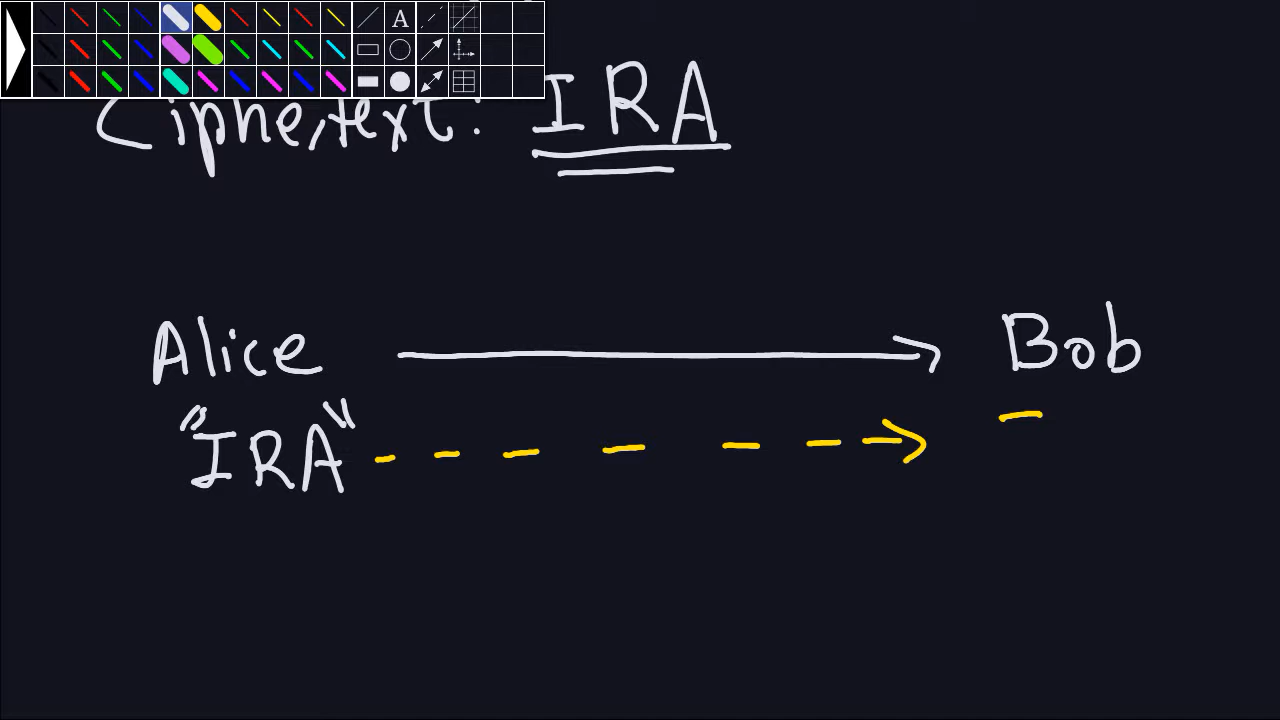 A
Ciphertext: IRA
Alice → Bob
"IRA"